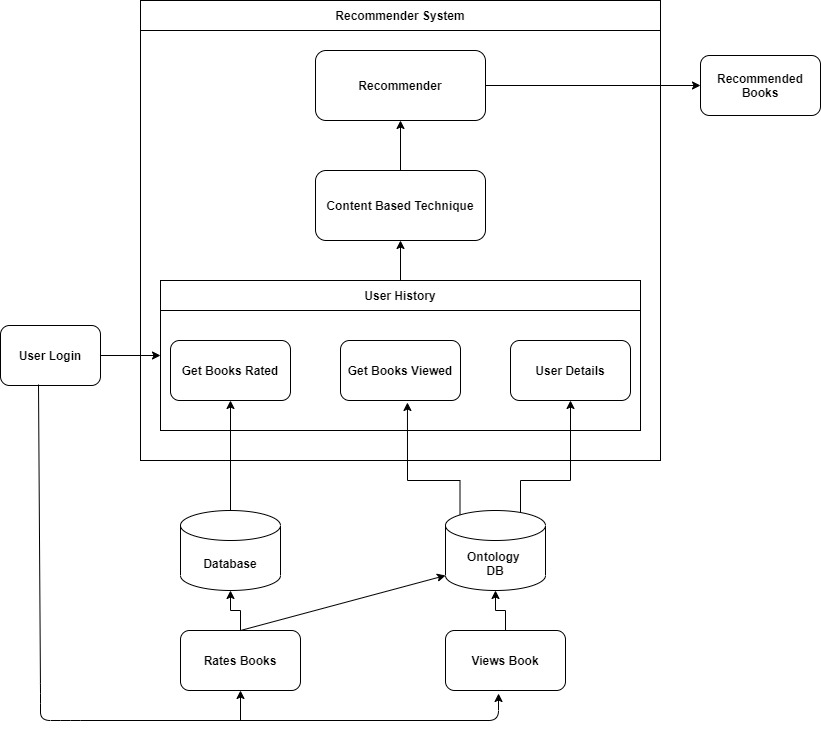 Recommender System
Recommender
Recommended
Books
Content Based Technique
User History
User Login
Get Books Rated
Get Books Viewed
User Details
Database
Ontology
DB
Rates Books
Views Book